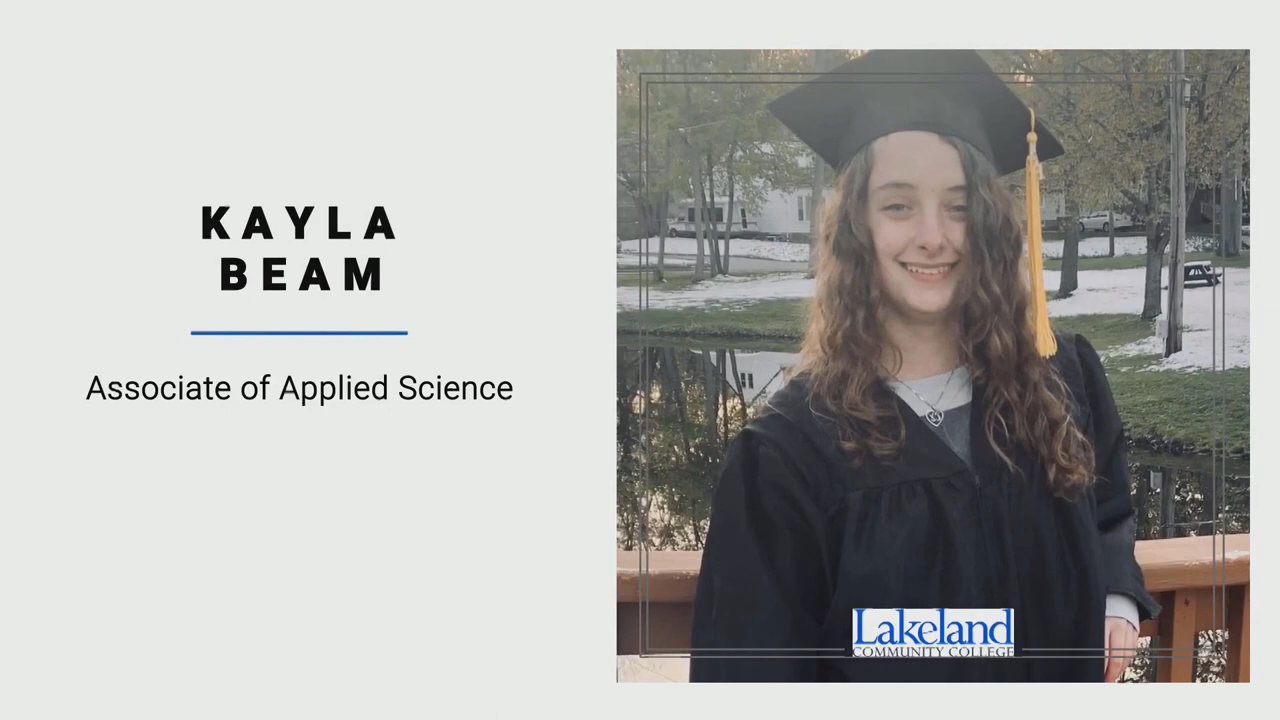 KAYLA
BEAM
Associate of Applied Science
Lakeland
COMMUNITY COLLEGE